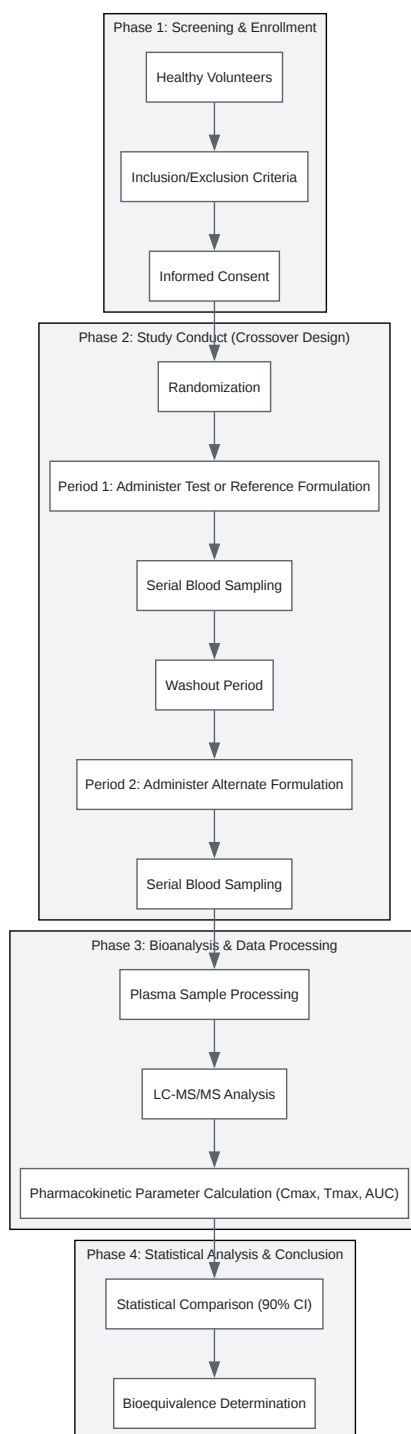 Phase 1: Screening & Enrollment
Healthy Volunteers
Inclusion/Exclusion Criteria
Informed Consent
Phase 2: Study Conduct (Crossover Design)
Randomization
Period 1: Administer Test or Reference Formulation
Serial Blood Sampling
Washout Period
Period 2: Administer Alternate Formulation
Serial Blood Sampling
Phase 3: Bioanalysis & Data Processing
Plasma Sample Processing
LC-MS/MS Analysis
Pharmacokinetic Parameter Calculation (Cmax, Tmax, AUC)
Phase 4: Statistical Analysis & Conclusion
Statistical Comparison (90% CI)
Bioequivalence Determination